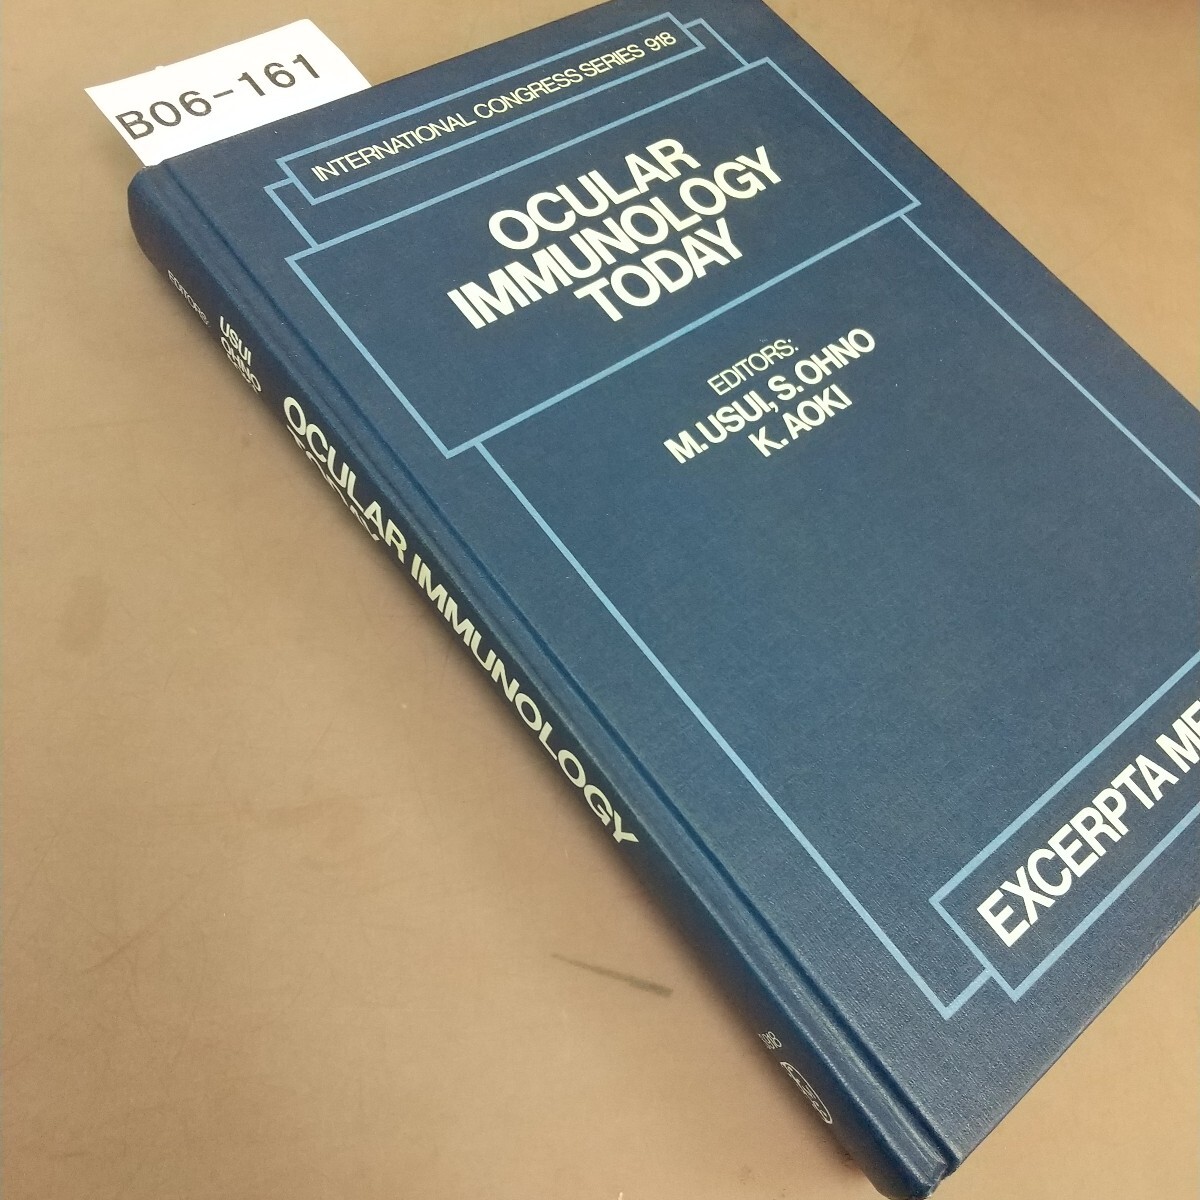 B06-161
INTERNATIONAL CONGRESS SERIES 918
OCULAR
IMMUNOLOGY
TODAY
EDITORS:
M. USUI, S. OHNO
K. AOKI
EXCERPTA
EDITORS:
USUI
OHNO
OCULAR IMMUNOLOGY
TODAY
918